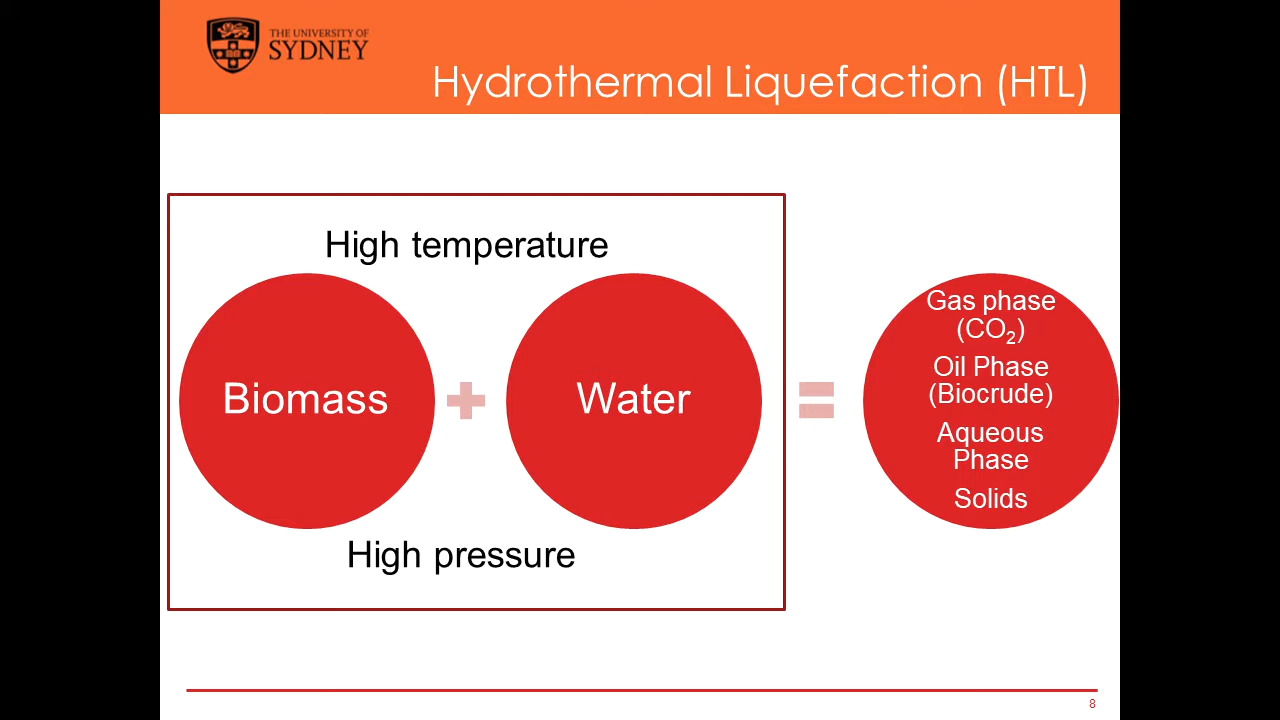 THE UNIVERSITY OF
SYDNEY
Hydrothermal Liquefaction (HTL)
High temperature
Biomass
Water
High pressure
Gas phase
(CO₂)
Oil Phase
(Biocrude)
Aqueous
Phase
Solids
8